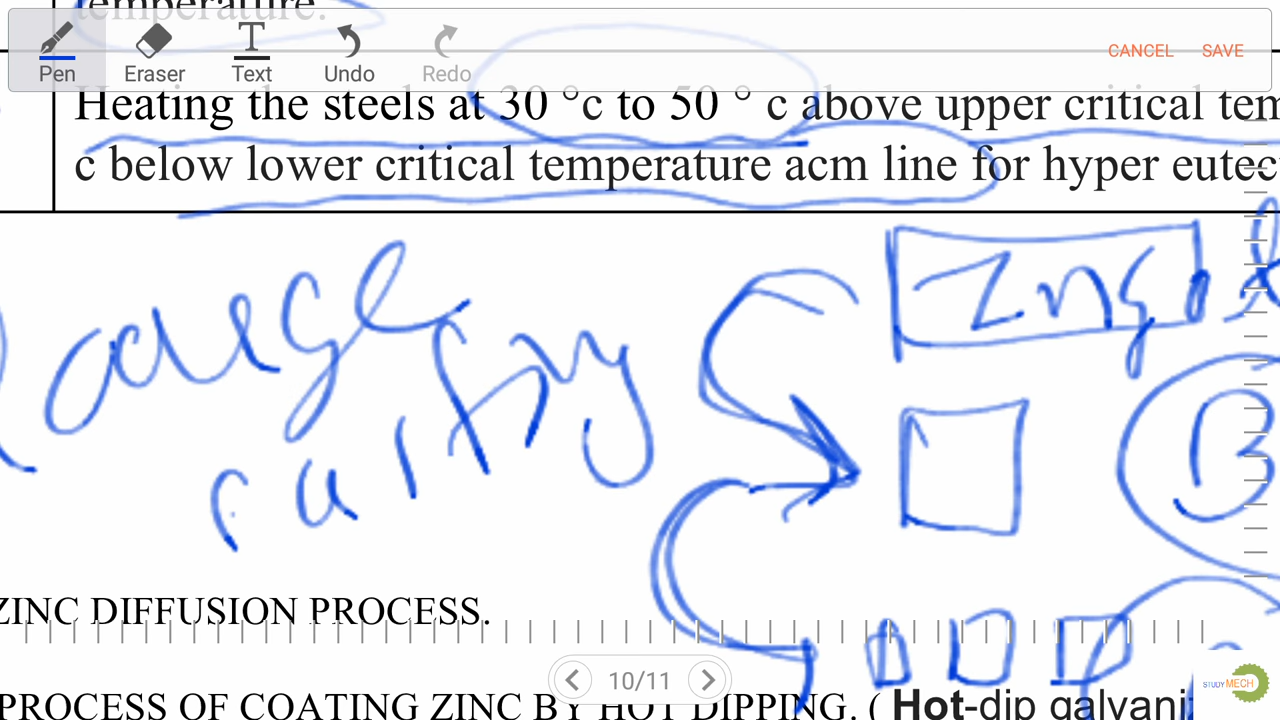 temperature.
Pen Eraser Text Undo Redo CANCEL SAVE
Heating the steels at 30 °c to 50 ° c above upper critical tem
c below lower critical temperature acm line for hyper eutec
B
ZINC DIFFUSION PROCESS.
10/11
STUDYMECH
PROCESS OF COATING ZINC BY HOT DIPPING. ( Hot-dip galvani